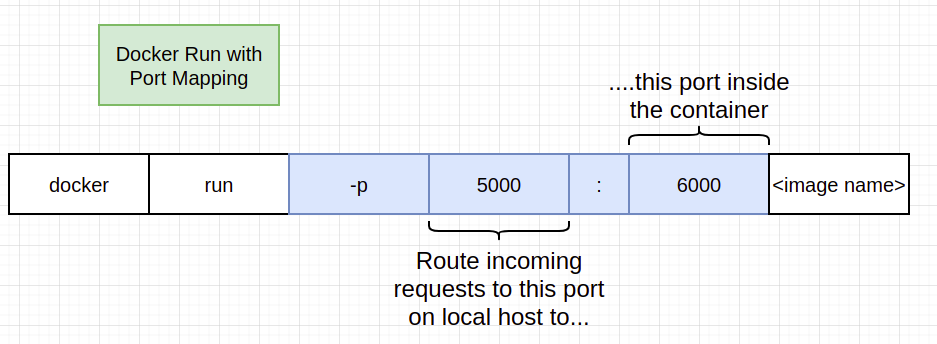 Docker Run with
Port Mapping
....this port inside
the container
docker run -p 5000 : 6000 <image name>
Route incoming
requests to this port
on local host to...